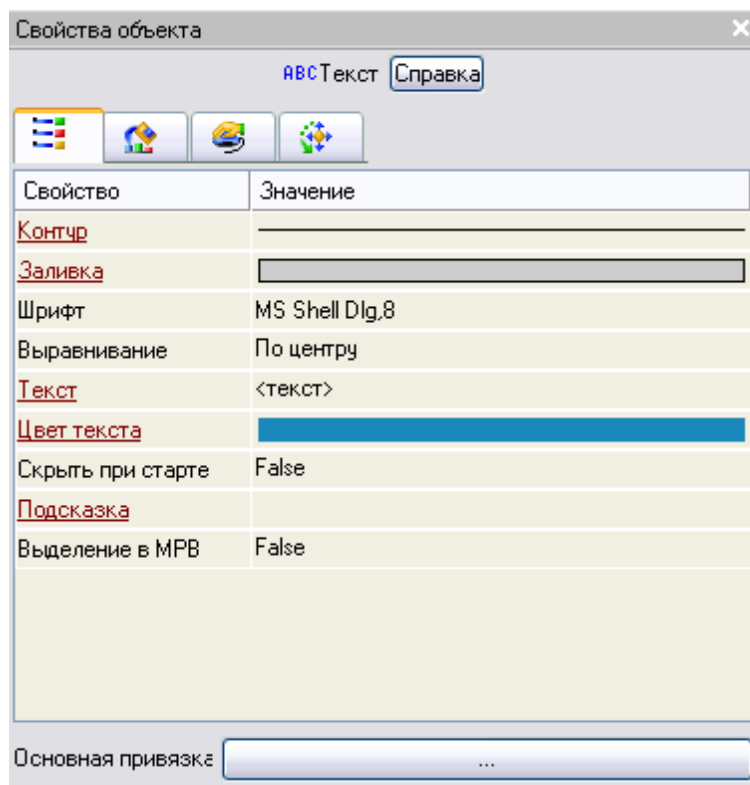 Свойства объекта
ABCТекст Справка
Свойство Значение
Контур
Заливка
Шрифт MS Shell Dlg,8
Выравнивание По центру
Текст <текст>
Цвет текста
Скрыть при старте False
Подсказка
Выделение в МРВ False
Основная привязка ...